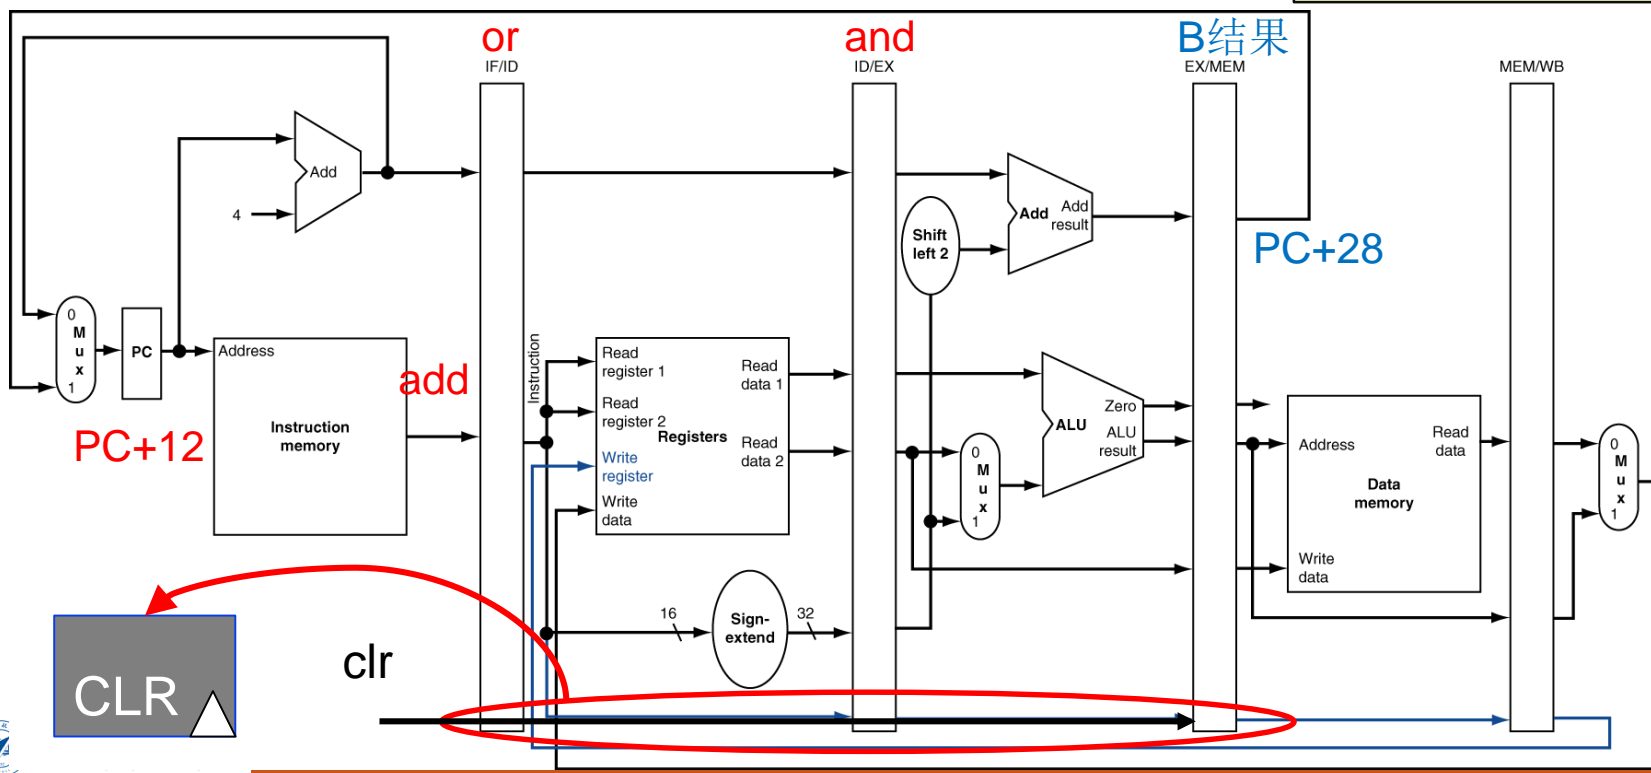 or
and
B结果
IF/ID
ID/EX
EX/MEM
MEM/WB
Add
4
Add
Add
result
Shift
left 2
PC+28
0
M
u
x
1
PC
Address
Instruction
memory
add
PC+12
Instruction
Read
register 1
Read
register 2
Registers
Write
register
Write
data
Read
data 1
Read
data 2
0
M
u
x
1
Zero
ALU
ALU
result
Address
Read
data
Data
memory
Write
data
0
M
u
x
1
16
Sign-
extend
32
clr
CLR